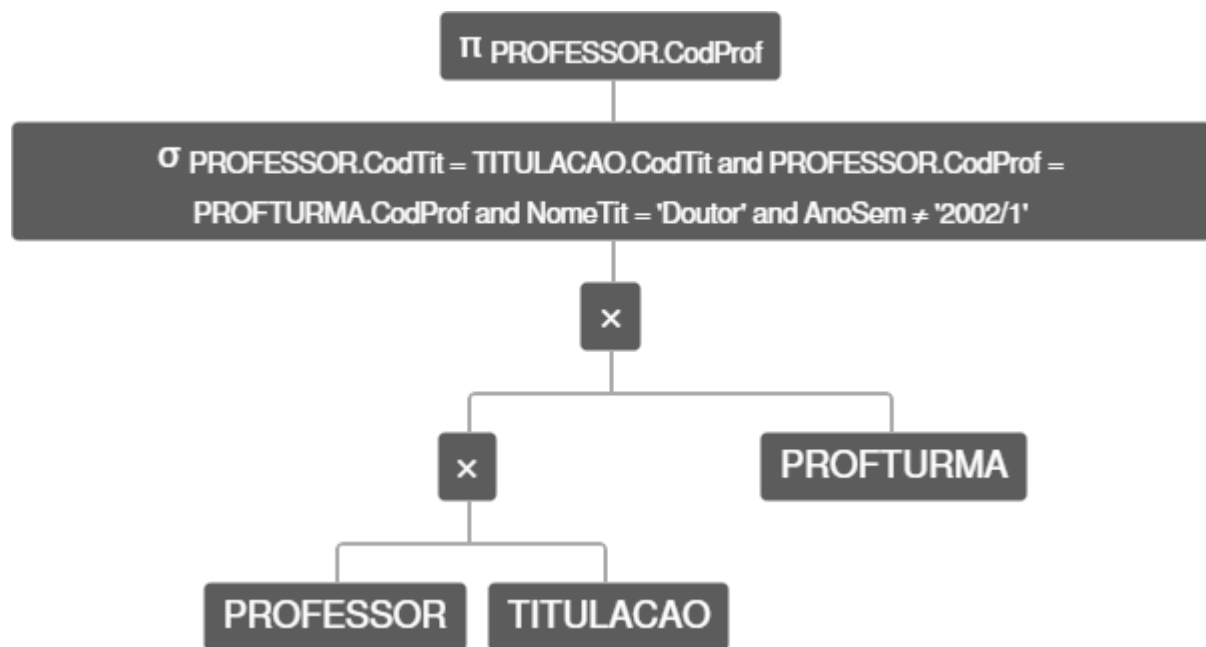 π PROFESSOR.CodProf
σ PROFESSOR.CodTit = TITULACAO.CodTit and PROFESSOR.CodProf =
PROFTURMA.CodProf and NomeTit = 'Doutor' and AnoSem ≠ '2002/1'
×
×
PROFTURMA
PROFESSOR
TITULACAO